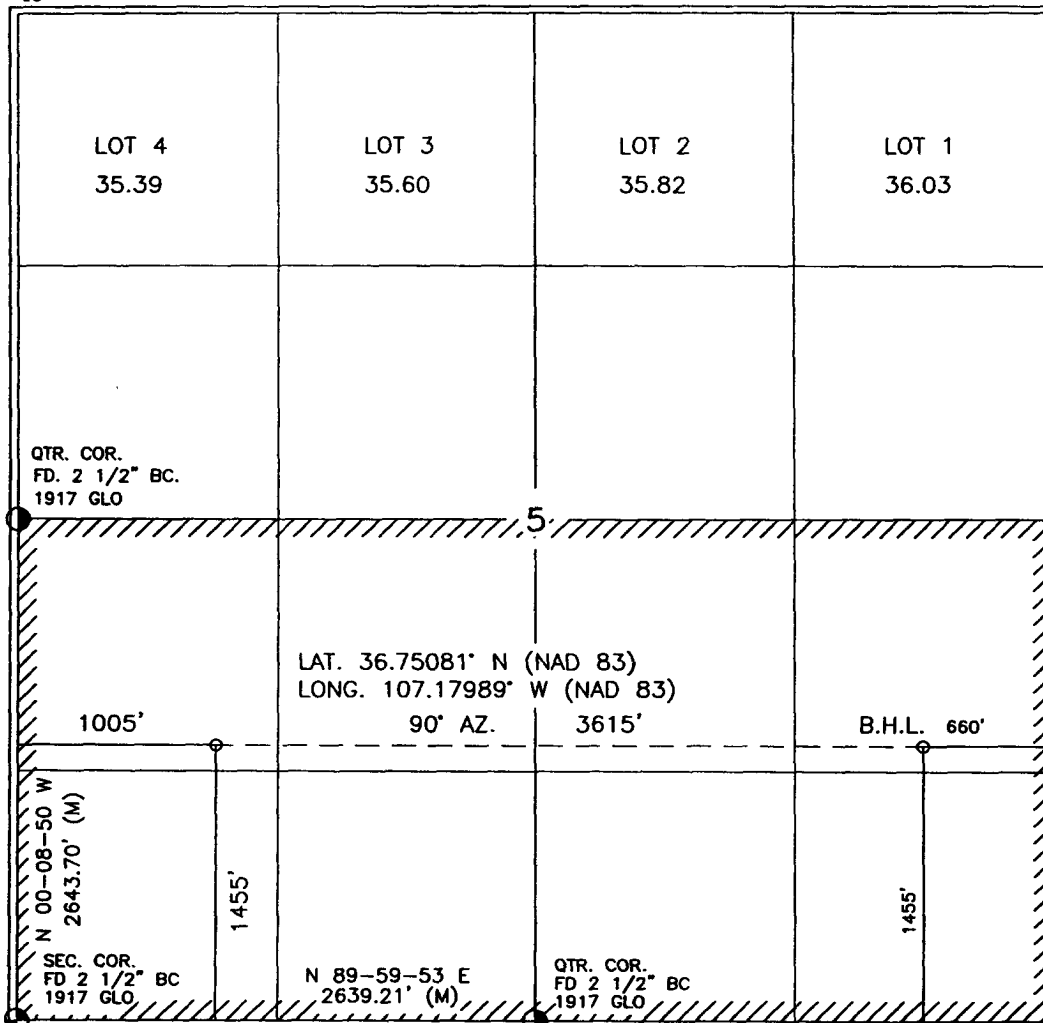 LOT 4
35.39
LOT 3
35.60
LOT 2
35.82
LOT 1
36.03
QTR. COR.
FD. 2 1/2" BC.
1917 GLO
5
LAT. 36.75081° N (NAD 83)
LONG. 107.17989° W (NAD 83)
1005'
90° AZ.
3615'
B.H.L. 660'
N 00-08-50 W
2643.70' (M)
1455'
1455'
SEC. COR.
FD 2 1/2" BC
1917 GLO
N 89-59-53 E
2639.21' (M)
QTR. COR.
FD 2 1/2" BC
1917 GLO